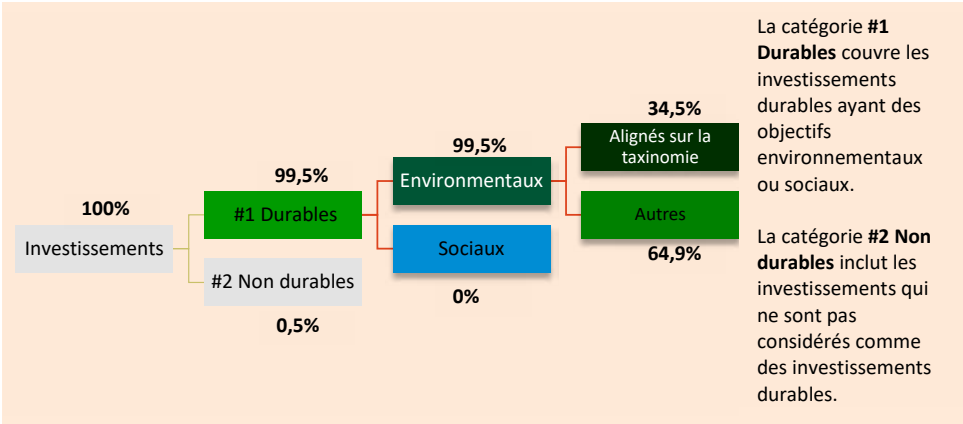 100%
Investissements
99,5%
#1 Durables
#2 Non durables
0,5%
99,5%
Environmentaux
Sociaux
0%
34,5%
Alignés sur la
taxinomie
Autres
64,9%
La catégorie #1
Durables couvre les
investissements
durables ayant des
objectifs
environnementaux
ou sociaux.
La catégorie #2 Non
durables inclut les
investissements qui
ne sont pas
considérés comme
des investissements
durables.